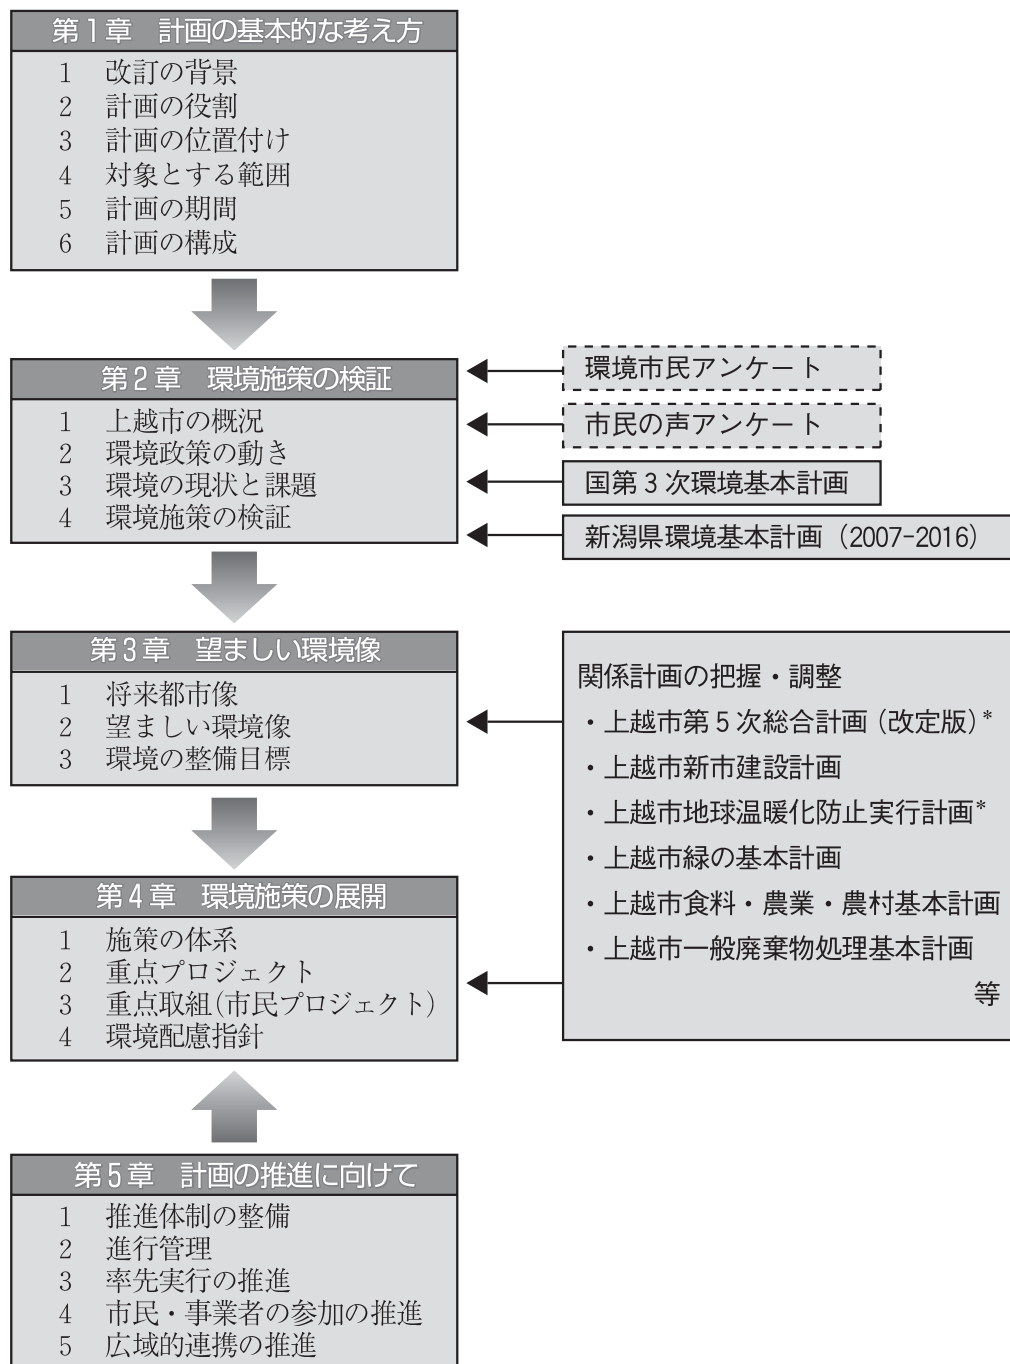 第1章　計画の基本的な考え方
1　改訂の背景
2　計画の役割
3　計画の位置付け
4　対象とする範囲
5　計画の期間
6　計画の構成
第2章　環境施策の検証
1　上越市の概況
2　環境政策の動き
3　環境の現状と課題
4　環境施策の検証
環境市民アンケート
市民の声アンケート
国第3次環境基本計画
新潟県環境基本計画（2007-2016）
第3章　望ましい環境像
1　将来都市像
2　望ましい環境像
3　環境の整備目標
関係計画の把握・調整
・上越市第5次総合計画（改定版）*
・上越市新市建設計画
・上越市地球温暖化防止実行計画*
・上越市緑の基本計画
・上越市食料・農業・農村基本計画
・上越市一般廃棄物処理基本計画
等
第4章　環境施策の展開
1　施策の体系
2　重点プロジェクト
3　重点取組（市民プロジェクト）
4　環境配慮指針
第5章　計画の推進に向けて
1　推進体制の整備
2　進行管理
3　率先実行の推進
4　市民・事業者の参加の推進
5　広域的連携の推進